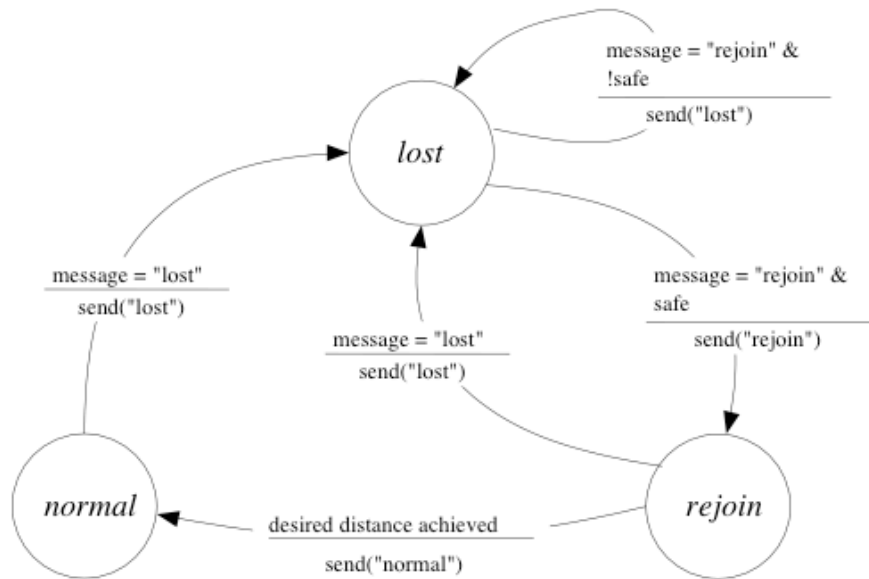 message = "rejoin" &
!safe
send("lost")
lost
message = "lost"
send("lost")
message = "rejoin" &
safe
send("rejoin")
message = "lost"
send("lost")
normal
rejoin
desired distance achieved
send("normal")